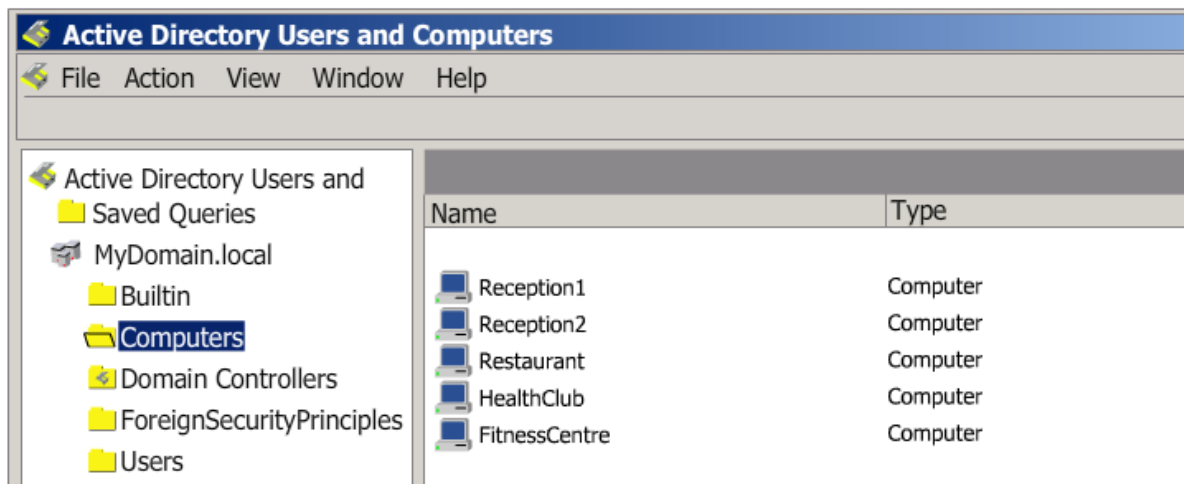 Active Directory Users and Computers
File Action View Window Help
Active Directory Users and
Saved Queries
MyDomain.local
Builtin
Computers
Domain Controllers
ForeignSecurityPrinciples
Users
Name Type
Reception1 Computer
Reception2 Computer
Restaurant Computer
HealthClub Computer
FitnessCentre Computer